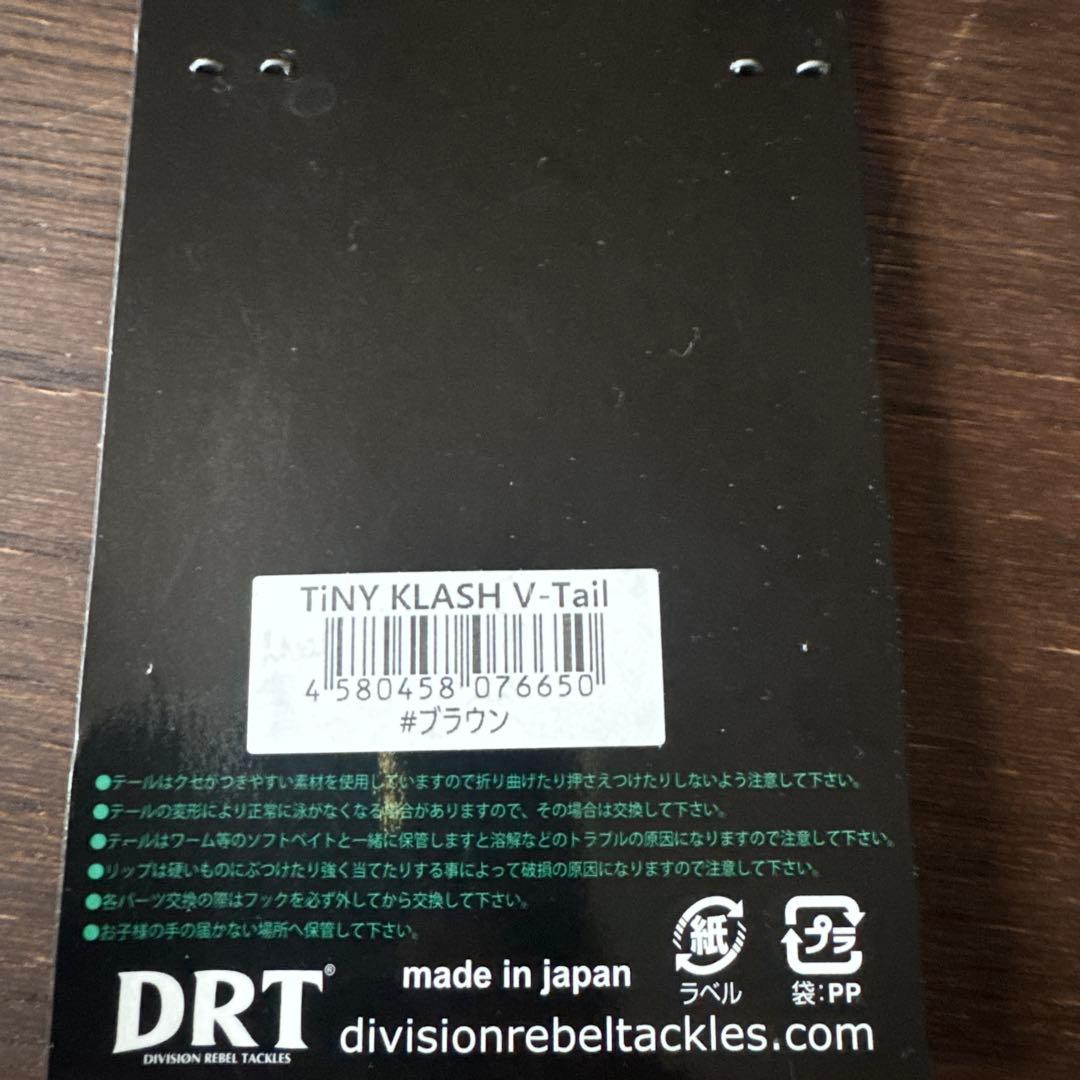 TiNY KLASH V-Tail
4 580458 076650
#ブラウン
●テールはクセがつきやすい素材を使用していますので折り曲げたり押さえつけたりしないよう注意して下さい。
●テールの変形により正常に泳がなくなる場合がありますので、その場合は交換して下さい。
●テールはワーム等のソフトベイトと一緒に保管しますと溶解などのトラブルの原因になりますので注意して下さい。
●リップは硬いものにぶつけたり強く当てたりする事によって破損の原因になりますので注意して下さい。
●各パーツ交換の際はフックを必ず外してから交換して下さい。
●お子様の手の届かない場所へ保管して下さい。
紙
ラベル
プラ
袋:PP
made in japan
DRT®
DIVISION REBEL TACKLES
divisionrebeltackles.com